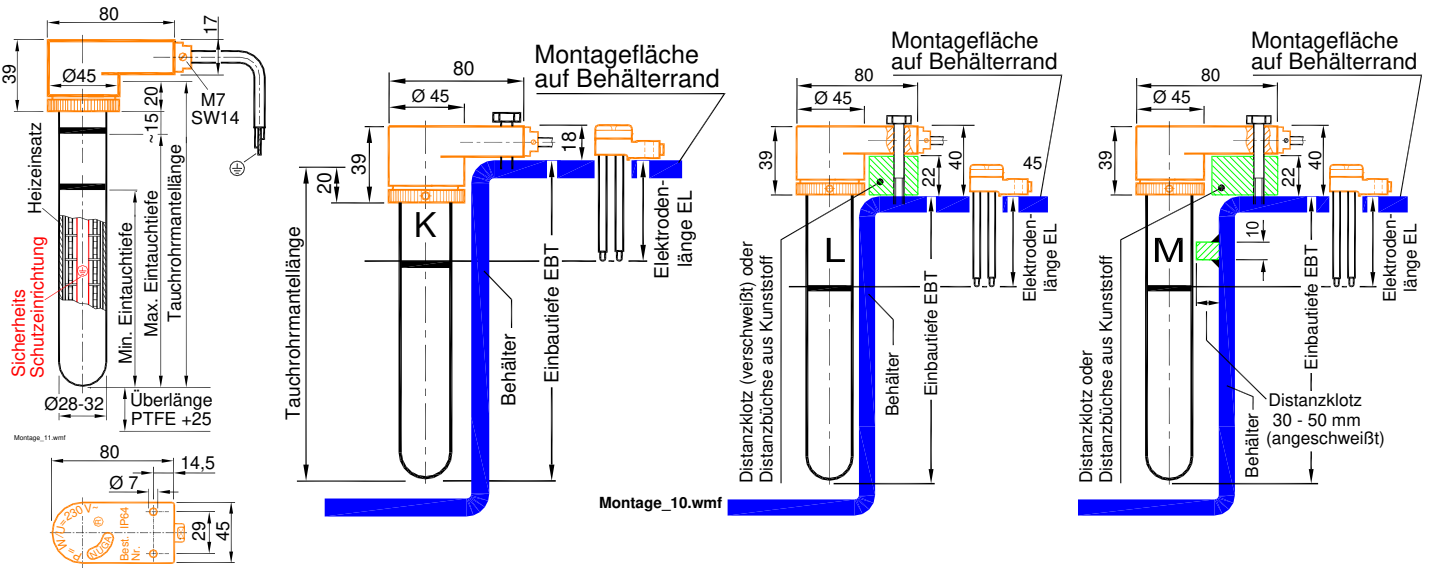 80
17
39
Ø45
M7
SW14
20
~15
Heizeinsatz
Sicherheits
Schutzeinrichtung
Min. Eintauchtiefe
Max. Eintauchtiefe
Tauchrohrmantellänge
Ø28-32
Überlänge
PTFE +25
Montage_11.wmf
80
14,5
Ø 7
P= W/U=230 V~
NUGA
Best. IP64
Nr.
29
45
Montagefläche
auf Behälterrand
80
Ø 45
18
39
20
K
Tauchrohrmantellänge
Elektroden-
länge EL
Behälter
Einbautiefe EBT
Montage_10.wmf
Montagefläche
auf Behälterrand
80
Ø 45
39
40
22
45
L
Elektroden-
länge EL
Distanzklotz (verschweißt) oder
Distanzbüchse aus Kunststoff
Behälter
Einbautiefe EBT
Montagefläche
auf Behälterrand
80
Ø 45
39
40
22
10
M
Elektroden-
länge EL
Distanzklotz oder
Distanzbüchse aus Kunststoff
Einbautiefe EBT
Behälter
Distanzklotz
30 - 50 mm
(angeschweißt)